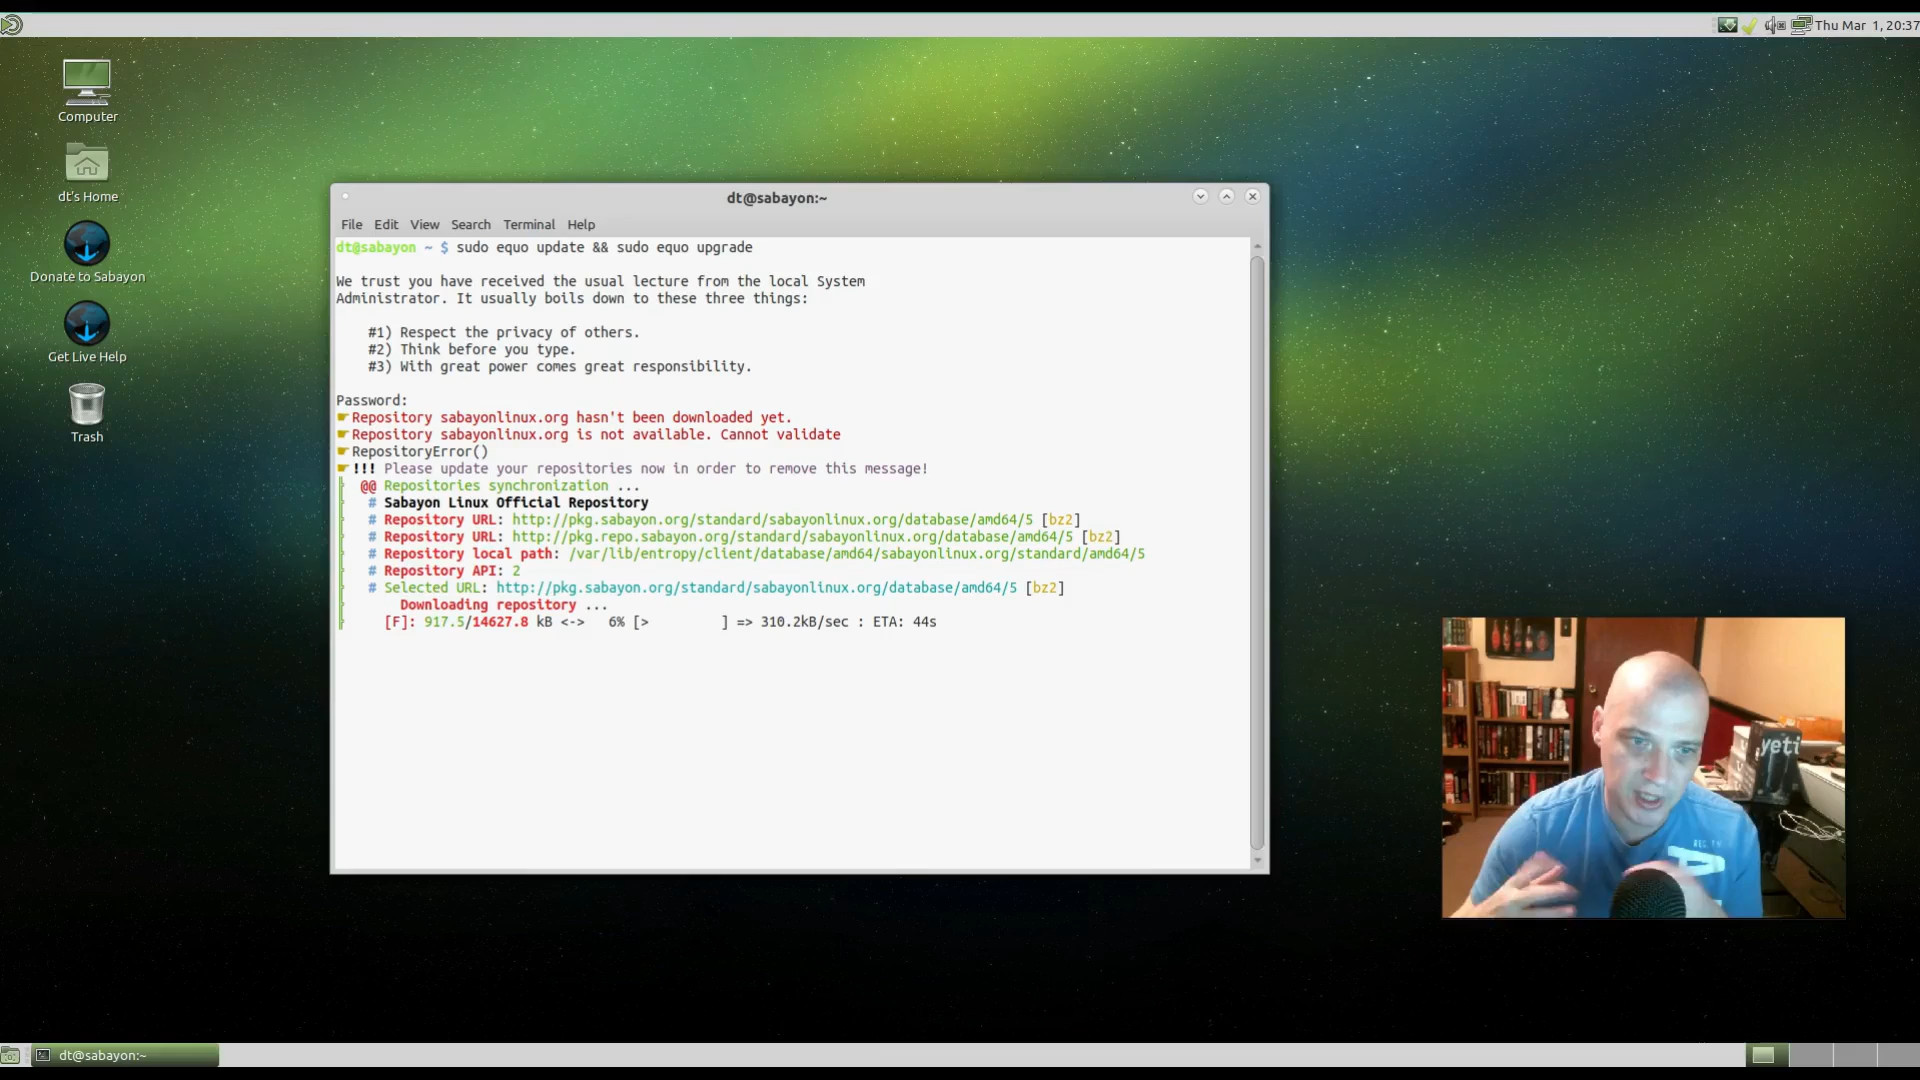 Thu Mar 1, 20:37
Computer
dt's Home
Donate to Sabayon
Get Live Help
Trash
dt@sabayon:~
File Edit View Search Terminal Help
dt@sabayon ~ $ sudo equo update && sudo equo upgrade
We trust you have received the usual lecture from the local System
Administrator. It usually boils down to these three things:
#1) Respect the privacy of others.
#2) Think before you type.
#3) With great power comes great responsibility.
Password:
Repository sabayonlinux.org hasn't been downloaded yet.
Repository sabayonlinux.org is not available. Cannot validate
RepositoryError()
!!! Please update your repositories now in order to remove this message!
@@ Repositories synchronization ...
# Sabayon Linux Official Repository
# Repository URL: http://pkg.sabayon.org/standard/sabayonlinux.org/database/amd64/5 [bz2]
# Repository URL: http://pkg.repo.sabayon.org/standard/sabayonlinux.org/database/amd64/5 [bz2]
# Repository local path: /var/lib/entropy/client/database/amd64/sabayonlinux.org/standard/amd64/5
# Repository API: 2
# Selected URL: http://pkg.sabayon.org/standard/sabayonlinux.org/database/amd64/5 [bz2]
Downloading repository ...
[F]: 917.5/14627.8 kB <-> 6% [> ] => 310.2kB/sec : ETA: 44s
yeti
A
dt@sabayon:~